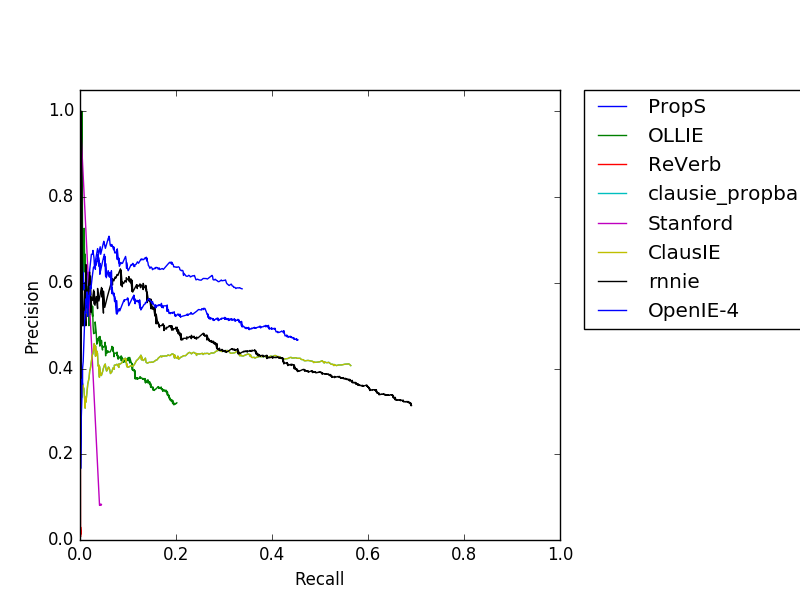 1.0
0.8
0.6
0.4
0.2
0.0
Precision
0.0 0.2 0.4 0.6 0.8 1.0
Recall
PropS
OLLIE
ReVerb
clausie_propba
Stanford
ClausIE
rnnie
OpenIE-4